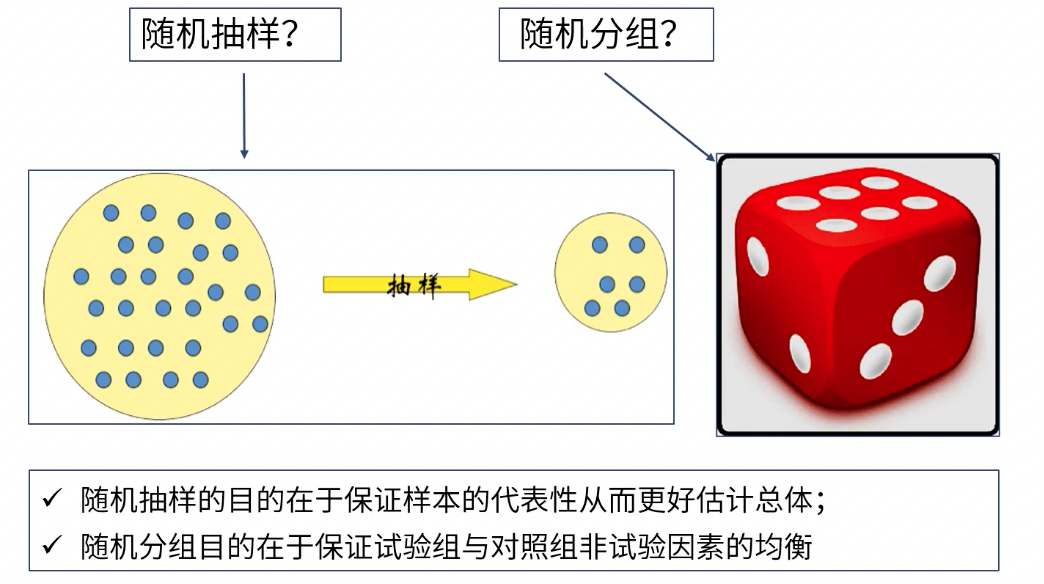 随机抽样？
随机分组？
抽样
✓ 随机抽样的目的在于保证样本的代表性从而更好估计总体；
✓ 随机分组目的在于保证试验组与对照组非试验因素的均衡